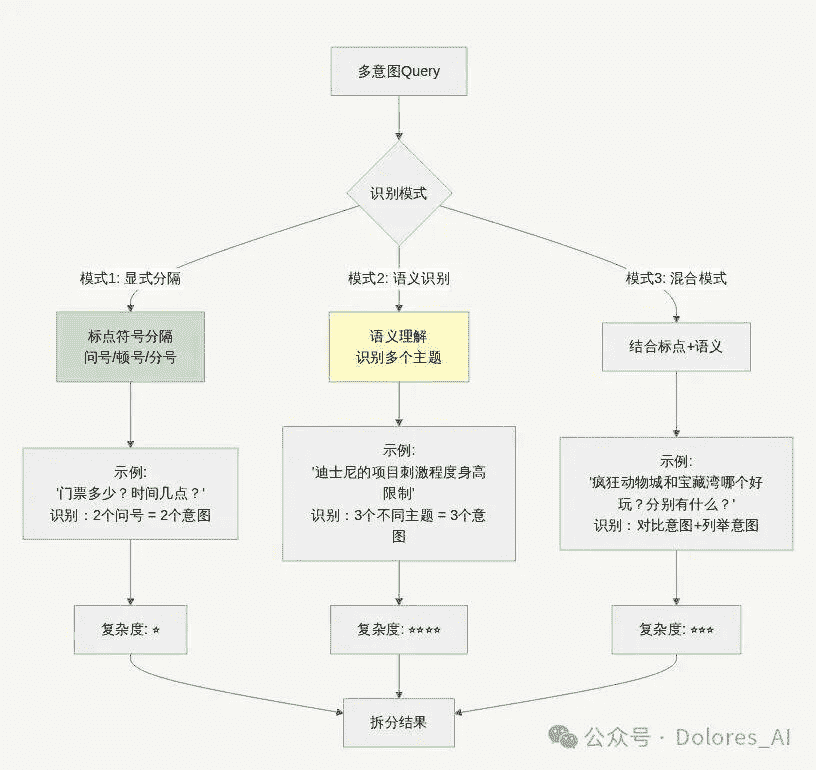 多意图Query
识别模式
模式1: 显式分隔
模式2: 语义识别
模式3: 混合模式
标点符号分隔
问号/顿号/分号
语义理解
识别多个主题
结合标点+语义
示例:
'门票多少？时间几点？'
识别：2个问号 = 2个意图
示例:
'迪士尼的项目刺激程度身高
限制'
识别：3个不同主题 = 3个意
图
示例:
'疯狂动物城和宝藏湾哪个好
玩？分别有什么？'
识别：对比意图+列举意图
复杂度: ⭐
复杂度: ⭐⭐⭐⭐
复杂度: ⭐⭐⭐
拆分结果
公众号 · Dolores_AI